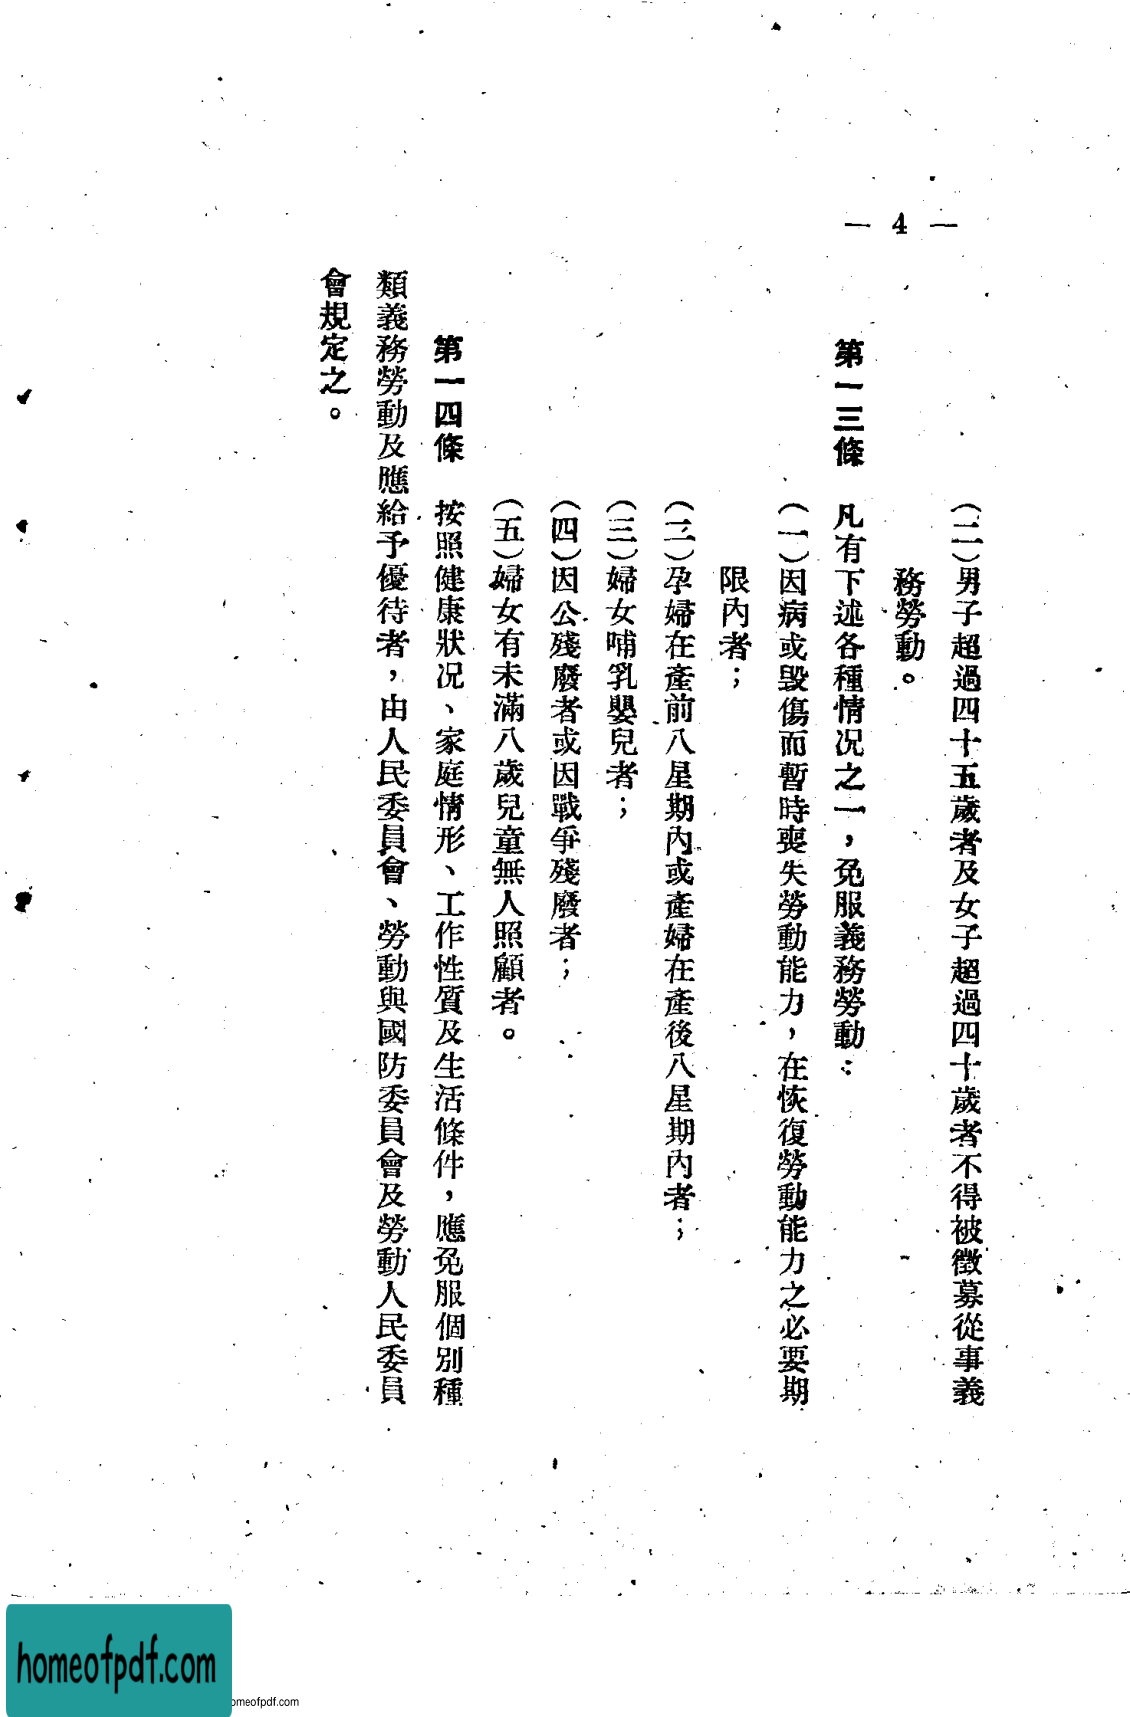 — 4 —
（二）男子超過四十五歲者及女子超過四十歲者不得被徵募從事義
務勞動。
第一三條　凡有下述各種情况之一，免服義務勞動：
（一）因病或毀傷而暫時喪失勞動能力，在恢復勞動能力之必要期
限內者；
（二）孕婦在產前八星期內或產婦在產後八星期內者；
（三）婦女哺乳嬰兒者；
（四）因公殘廢者或因戰爭殘廢者；
（五）婦女有未滿八歲兒童無人照顧者。
第一四條　按照健康狀况、家庭情形、工作性質及生活條件，應免服個別種
類義務勞動及應給予優待者，由人民委員會、勞動與國防委員會及勞動人民委員
會規定之。
homeofpdf.com
omeofpdf.com